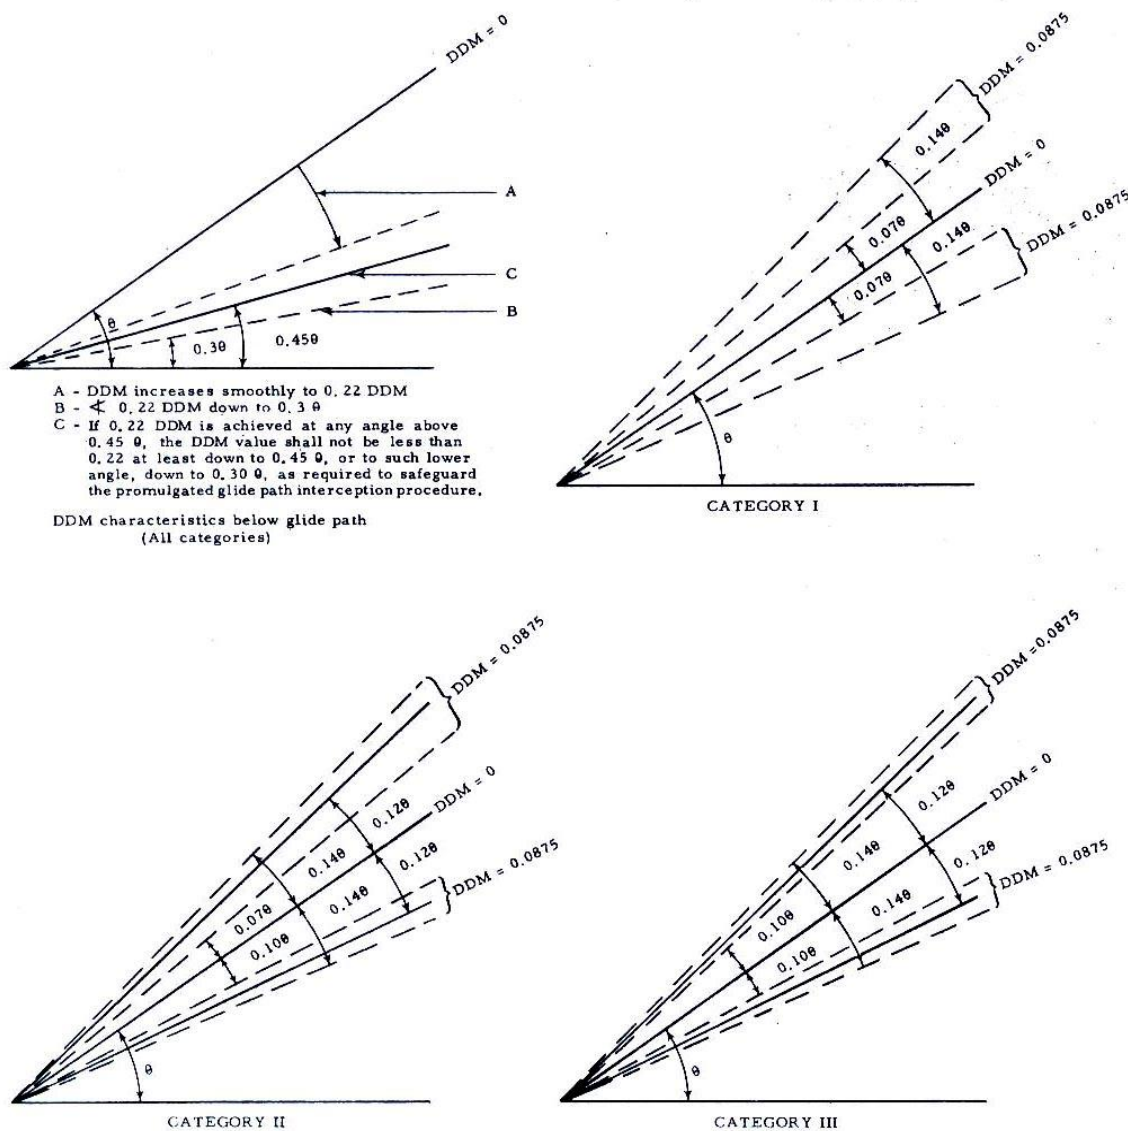 DDM = 0
A
C
B
θ
0.3θ
0.45θ
A - DDM increases smoothly to 0.22 DDM
B - ∢ 0.22 DDM down to 0.3 θ
C - If 0.22 DDM is achieved at any angle above
0.45 θ, the DDM value shall not be less than
0.22 at least down to 0.45 θ, or to such lower
angle, down to 0.30 θ, as required to safeguard
the promulgated glide path interception procedure.
DDM characteristics below glide path
(All categories)
DDM = 0.0875
0.14θ
DDM = 0
0.07θ
0.14θ
DDM = 0.0875
0.07θ
θ
CATEGORY I
DDM = 0.0875
DDM = 0
0.12θ
0.14θ
0.12θ
DDM = 0.0875
0.07θ
0.14θ
0.10θ
θ
CATEGORY II
DDM = 0.0875
DDM = 0
0.12θ
0.14θ
0.12θ
DDM = 0.0875
0.10θ
0.14θ
0.10θ
θ
CATEGORY III